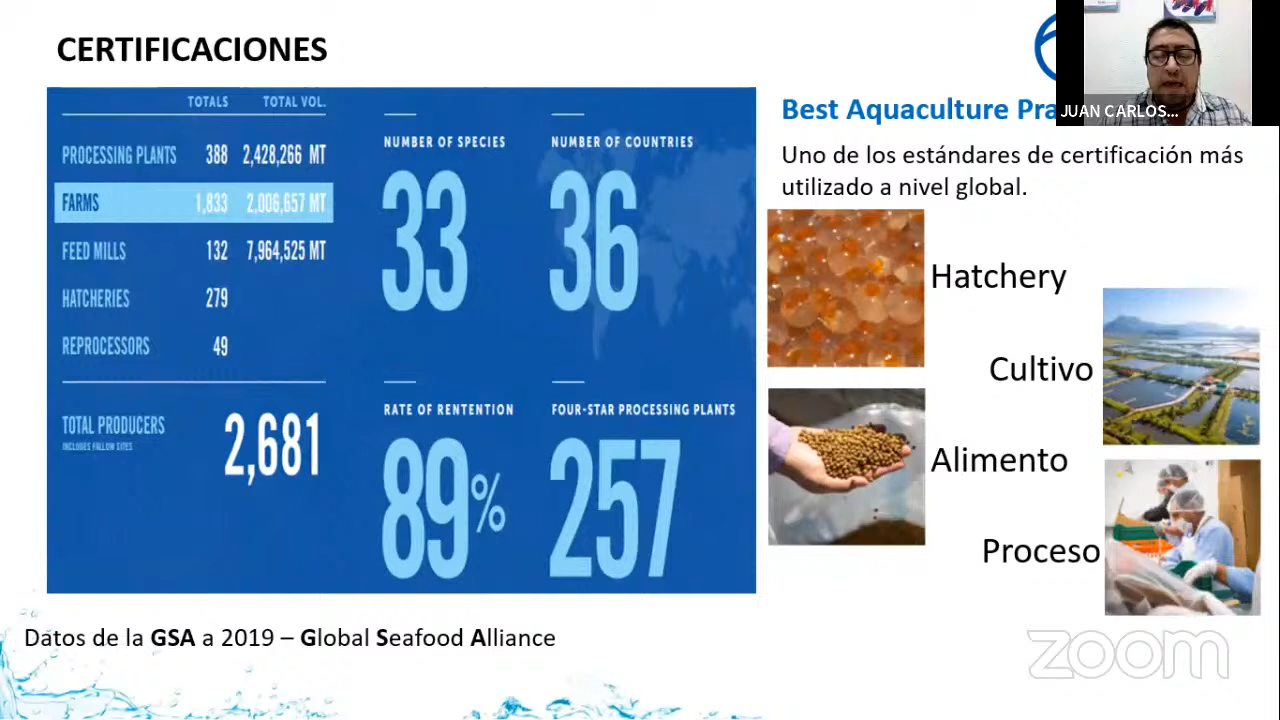 CERTIFICACIONES
TOTALS TOTAL VOL.
PROCESSING PLANTS 388 2,428,266 MT
FARMS 1,833 2,006,657 MT
FEED MILLS 132 7,964,525 MT
HATCHERIES 279
REPROCESSORS 49
TOTAL PRODUCERS 2,681
INCLUDES FALLOW SITES
NUMBER OF SPECIES
33
NUMBER OF COUNTRIES
36
RATE OF RENTENTION
89%
FOUR-STAR PROCESSING PLANTS
257
Best Aquaculture Pra
JUAN CARLOS...
Uno de los estándares de certificación más
utilizado a nivel global.
Hatchery
Cultivo
Alimento
Proceso
Datos de la GSA a 2019 – Global Seafood Alliance
zoom